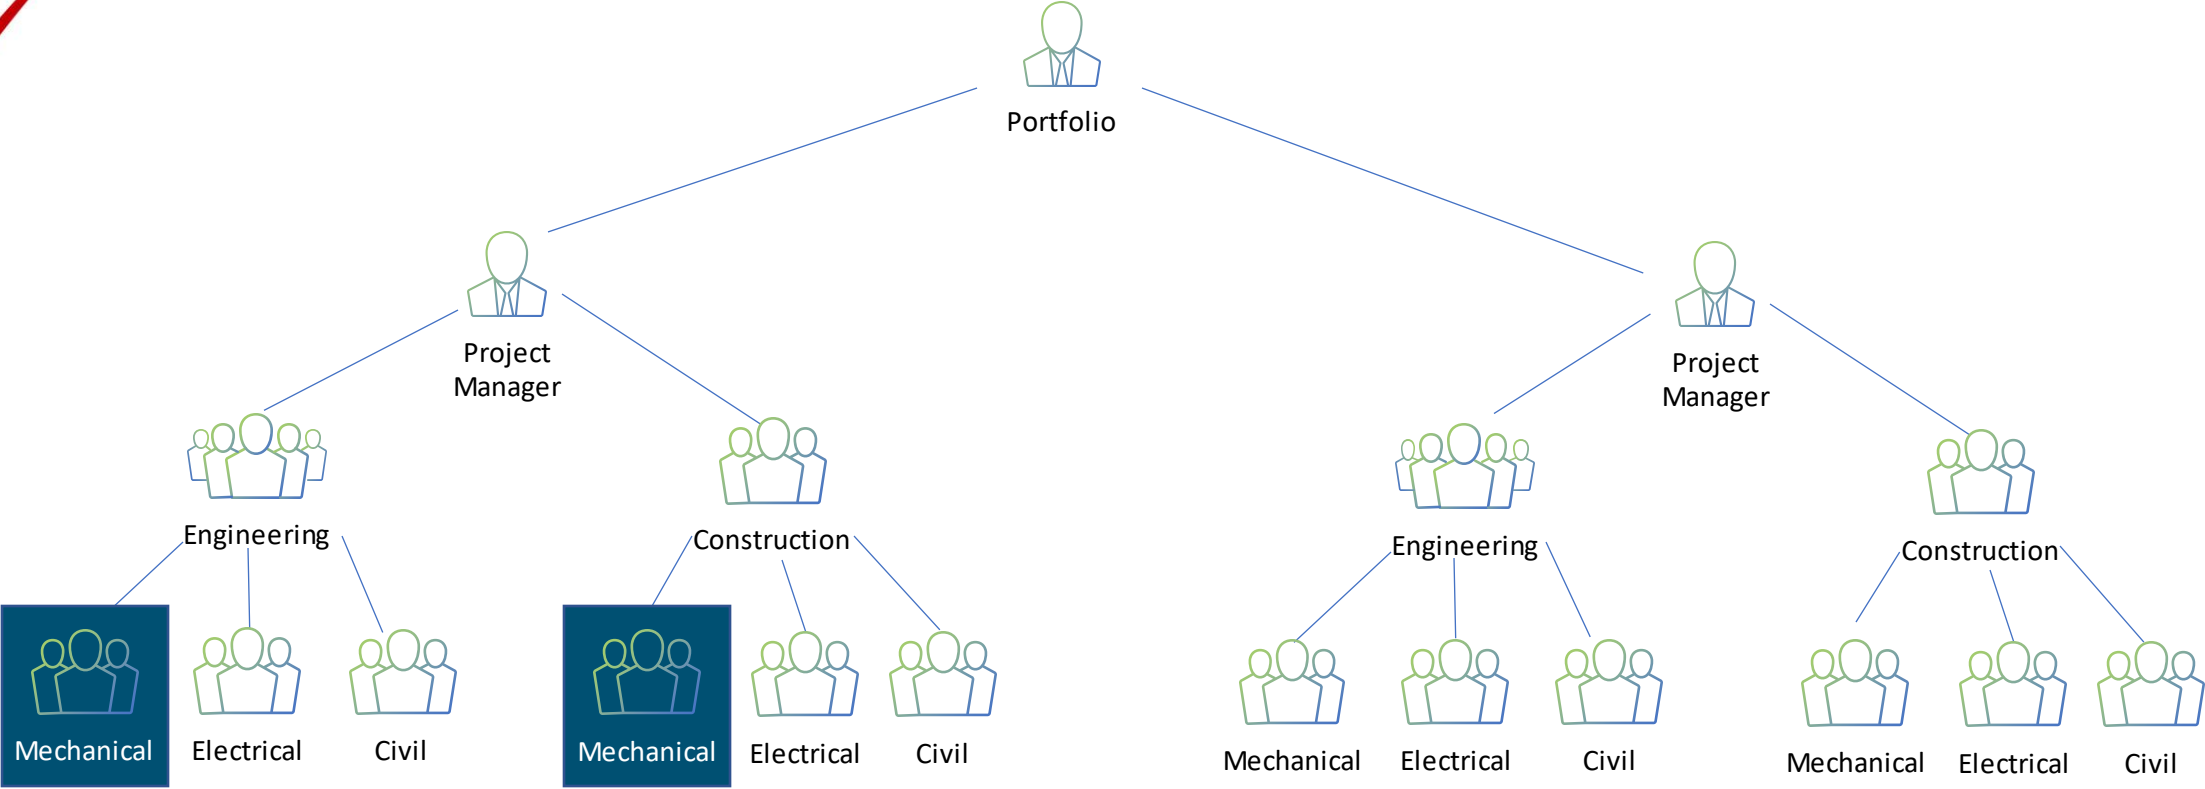 Portfolio
Project
Manager
Project
Manager
Engineering
Construction
Engineering
Construction
Mechanical
Electrical
Civil
Mechanical
Electrical
Civil
Mechanical
Electrical
Civil
Mechanical
Electrical
Civil